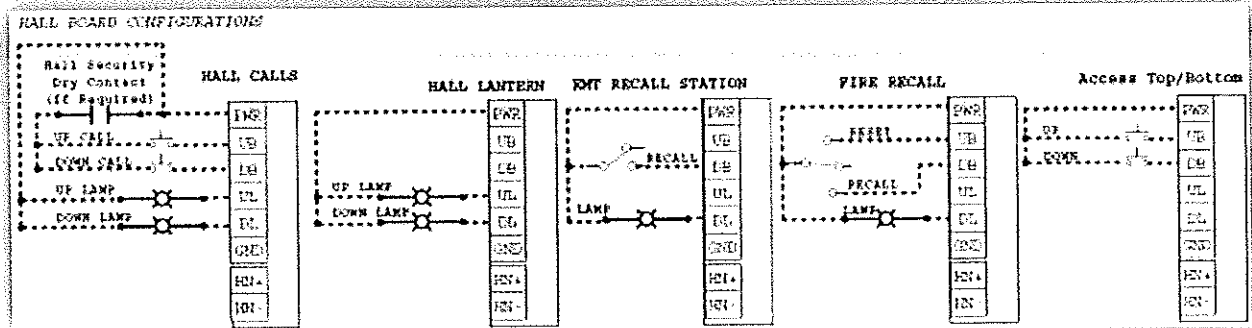 HALL BOARD CONFIGURATIONS
Hall Security
Dry Contact
(if Required)
HALL CALLS
PWR
UP CALL
UB
DOWN CALL
DB
UP LAMP
UL
DOWN LAMP
DL
GND
HN+
HN-
HALL LANTERN
PWR
UB
DB
UP LAMP
UL
DOWN LAMP
DL
GND
HN+
HN-
EMT RECALL STATION
PWR
UB
RECALL
DB
UL
LAMP
DL
GND
HN+
HN-
FIRE RECALL
PWR
RESET
UB
DB
RECALL
UL
LAMP
DL
GND
HN+
HN-
Access Top/Bottom
PWR
UP
UB
DOWN
DB
UL
DL
GND
HN+
HN-